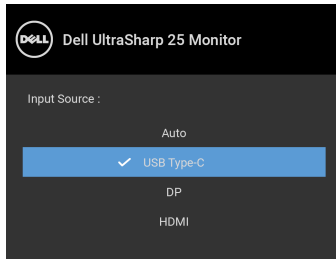 DELL
Dell UltraSharp 25 Monitor
Input Source :
Auto
USB Type-C
DP
HDMI